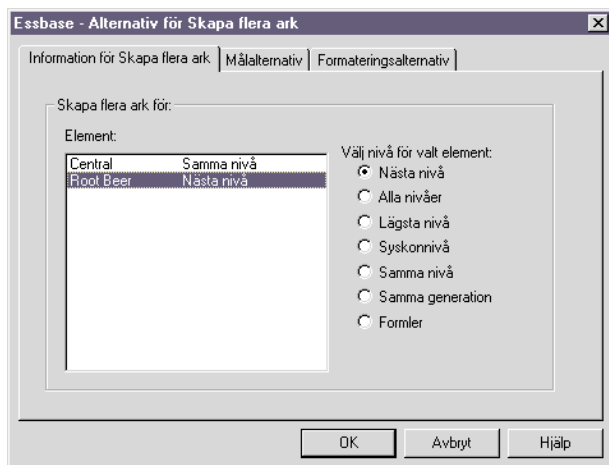 Essbase - Alternativ för Skapa flera ark
Information för Skapa flera ark Målalternativ Formateringsalternativ
Skapa flera ark för:
Element:
Central Samma nivå
Root Beer Nästa nivå
Välj nivå för valt element:
Nästa nivå
Alla nivåer
Lägsta nivå
Syskonnivå
Samma nivå
Samma generation
Formler
OK Avbryt Hjälp